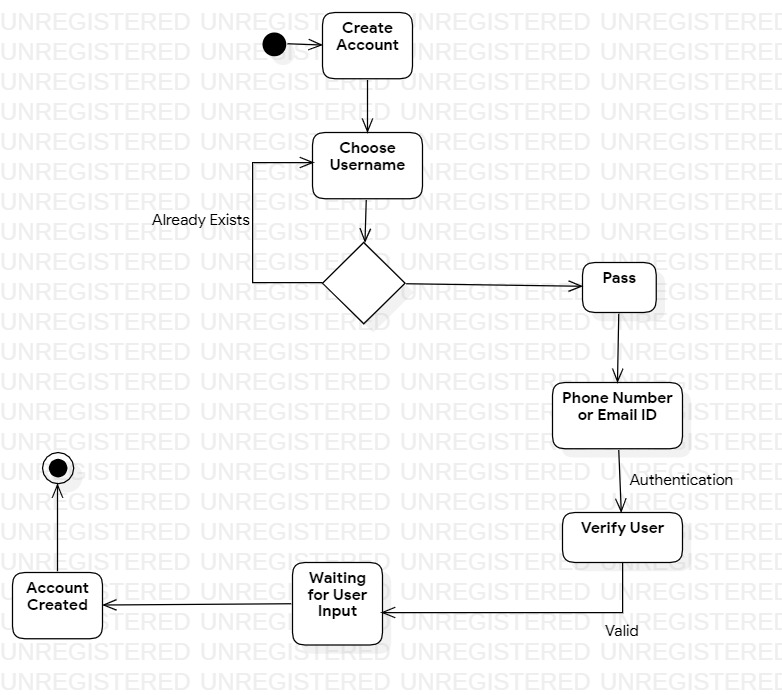 Create
Account
Choose
Username
Already Exists
Pass
Phone Number
or Email ID
Authentication
Verify User
Valid
Waiting
for User
Input
Account
Created
UNREGISTERED UNREGISTERED UNREGISTERED UNREGISTERED